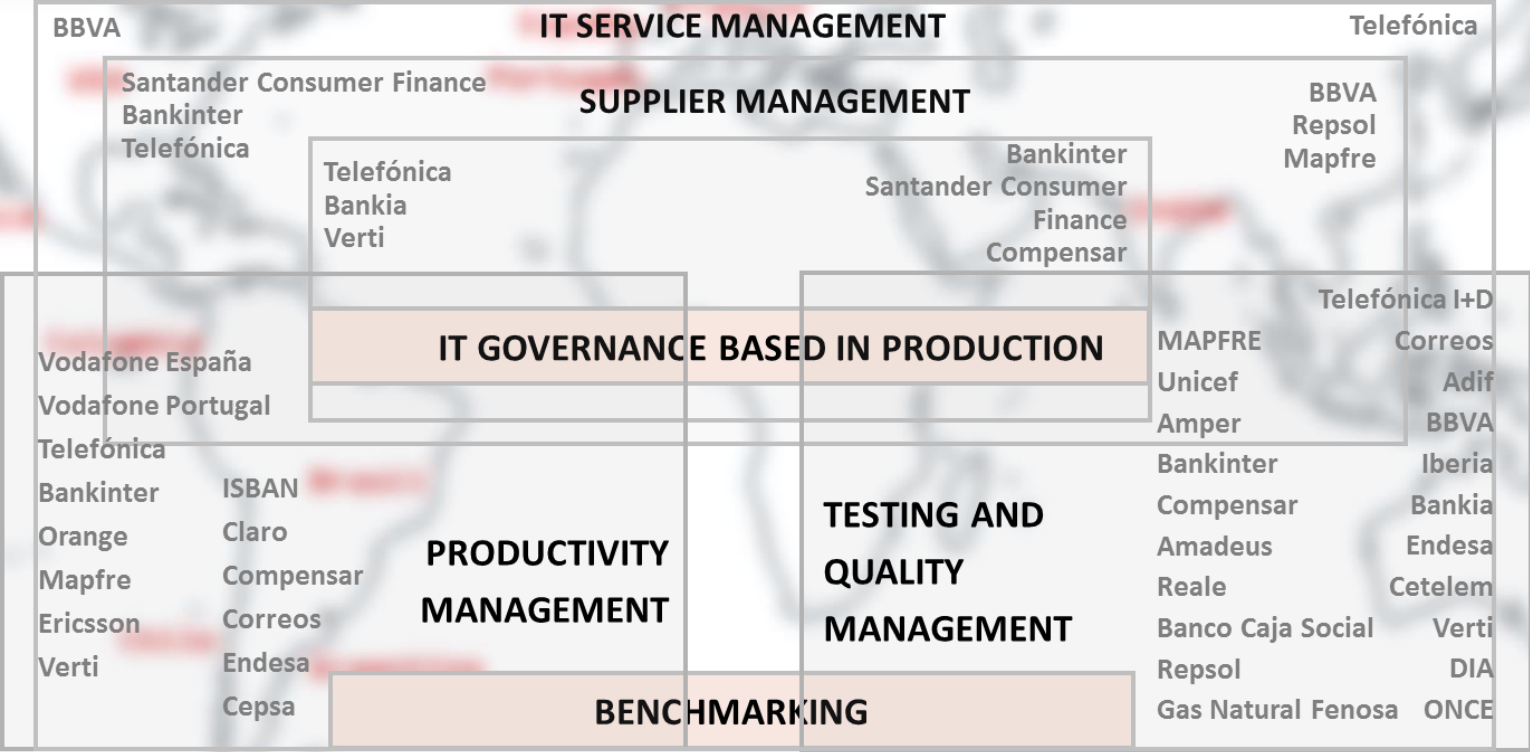 BBVA
IT SERVICE MANAGEMENT
Telefónica
Santander Consumer Finance
Bankinter
Telefónica
SUPPLIER MANAGEMENT
BBVA
Repsol
Mapfre
Telefónica
Bankia
Verti
Bankinter
Santander Consumer
Finance
Compensar
IT GOVERNANCE BASED IN PRODUCTION
Vodafone España
Vodafone Portugal
Telefónica
Bankinter
Orange
Mapfre
Ericsson
Verti
ISBAN
Claro
Compensar
Correos
Endesa
Cepsa
PRODUCTIVITY
MANAGEMENT
TESTING AND
QUALITY
MANAGEMENT
MAPFRE
Unicef
Amper
Bankinter
Compensar
Amadeus
Reale
Banco Caja Social
Repsol
Gas Natural Fenosa
Telefónica I+D
Correos
Adif
BBVA
Iberia
Bankia
Endesa
Cetelem
Verti
DIA
ONCE
BENCHMARKING